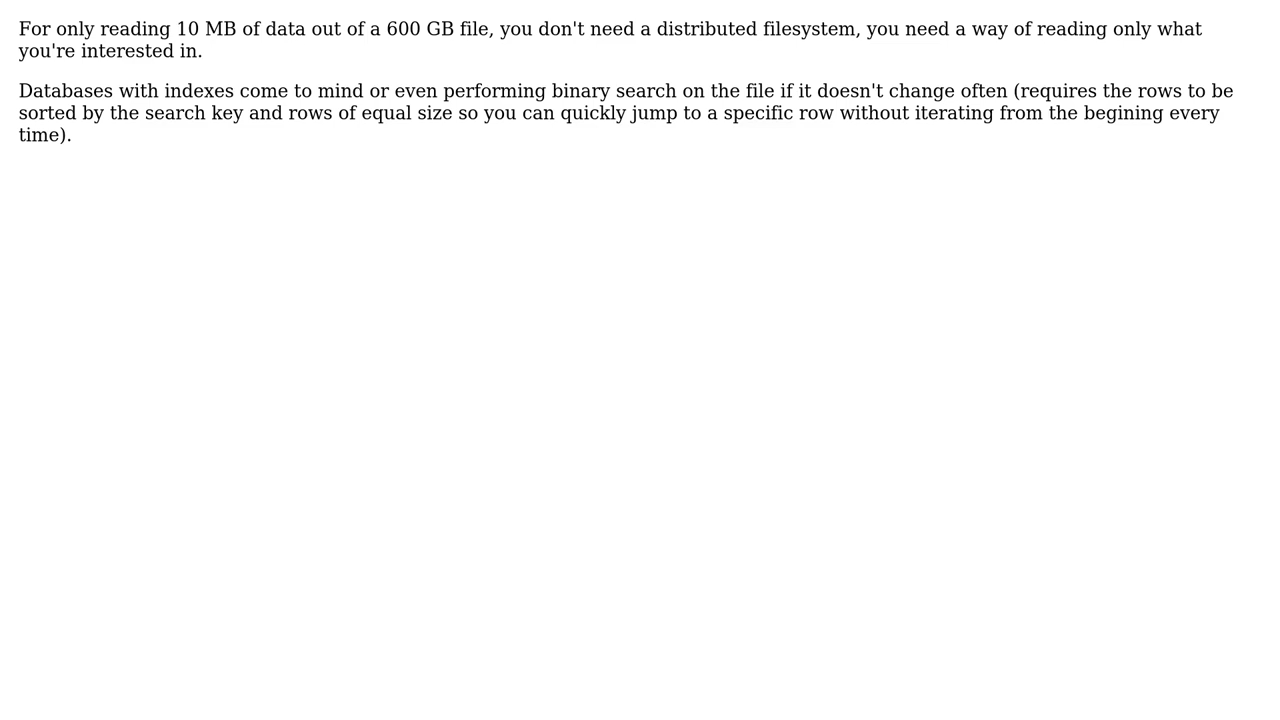 For only reading 10 MB of data out of a 600 GB file, you don't need a distributed filesystem, you need a way of reading only what
you're interested in.
Databases with indexes come to mind or even performing binary search on the file if it doesn't change often (requires the rows to be
sorted by the search key and rows of equal size so you can quickly jump to a specific row without iterating from the begining every
time).